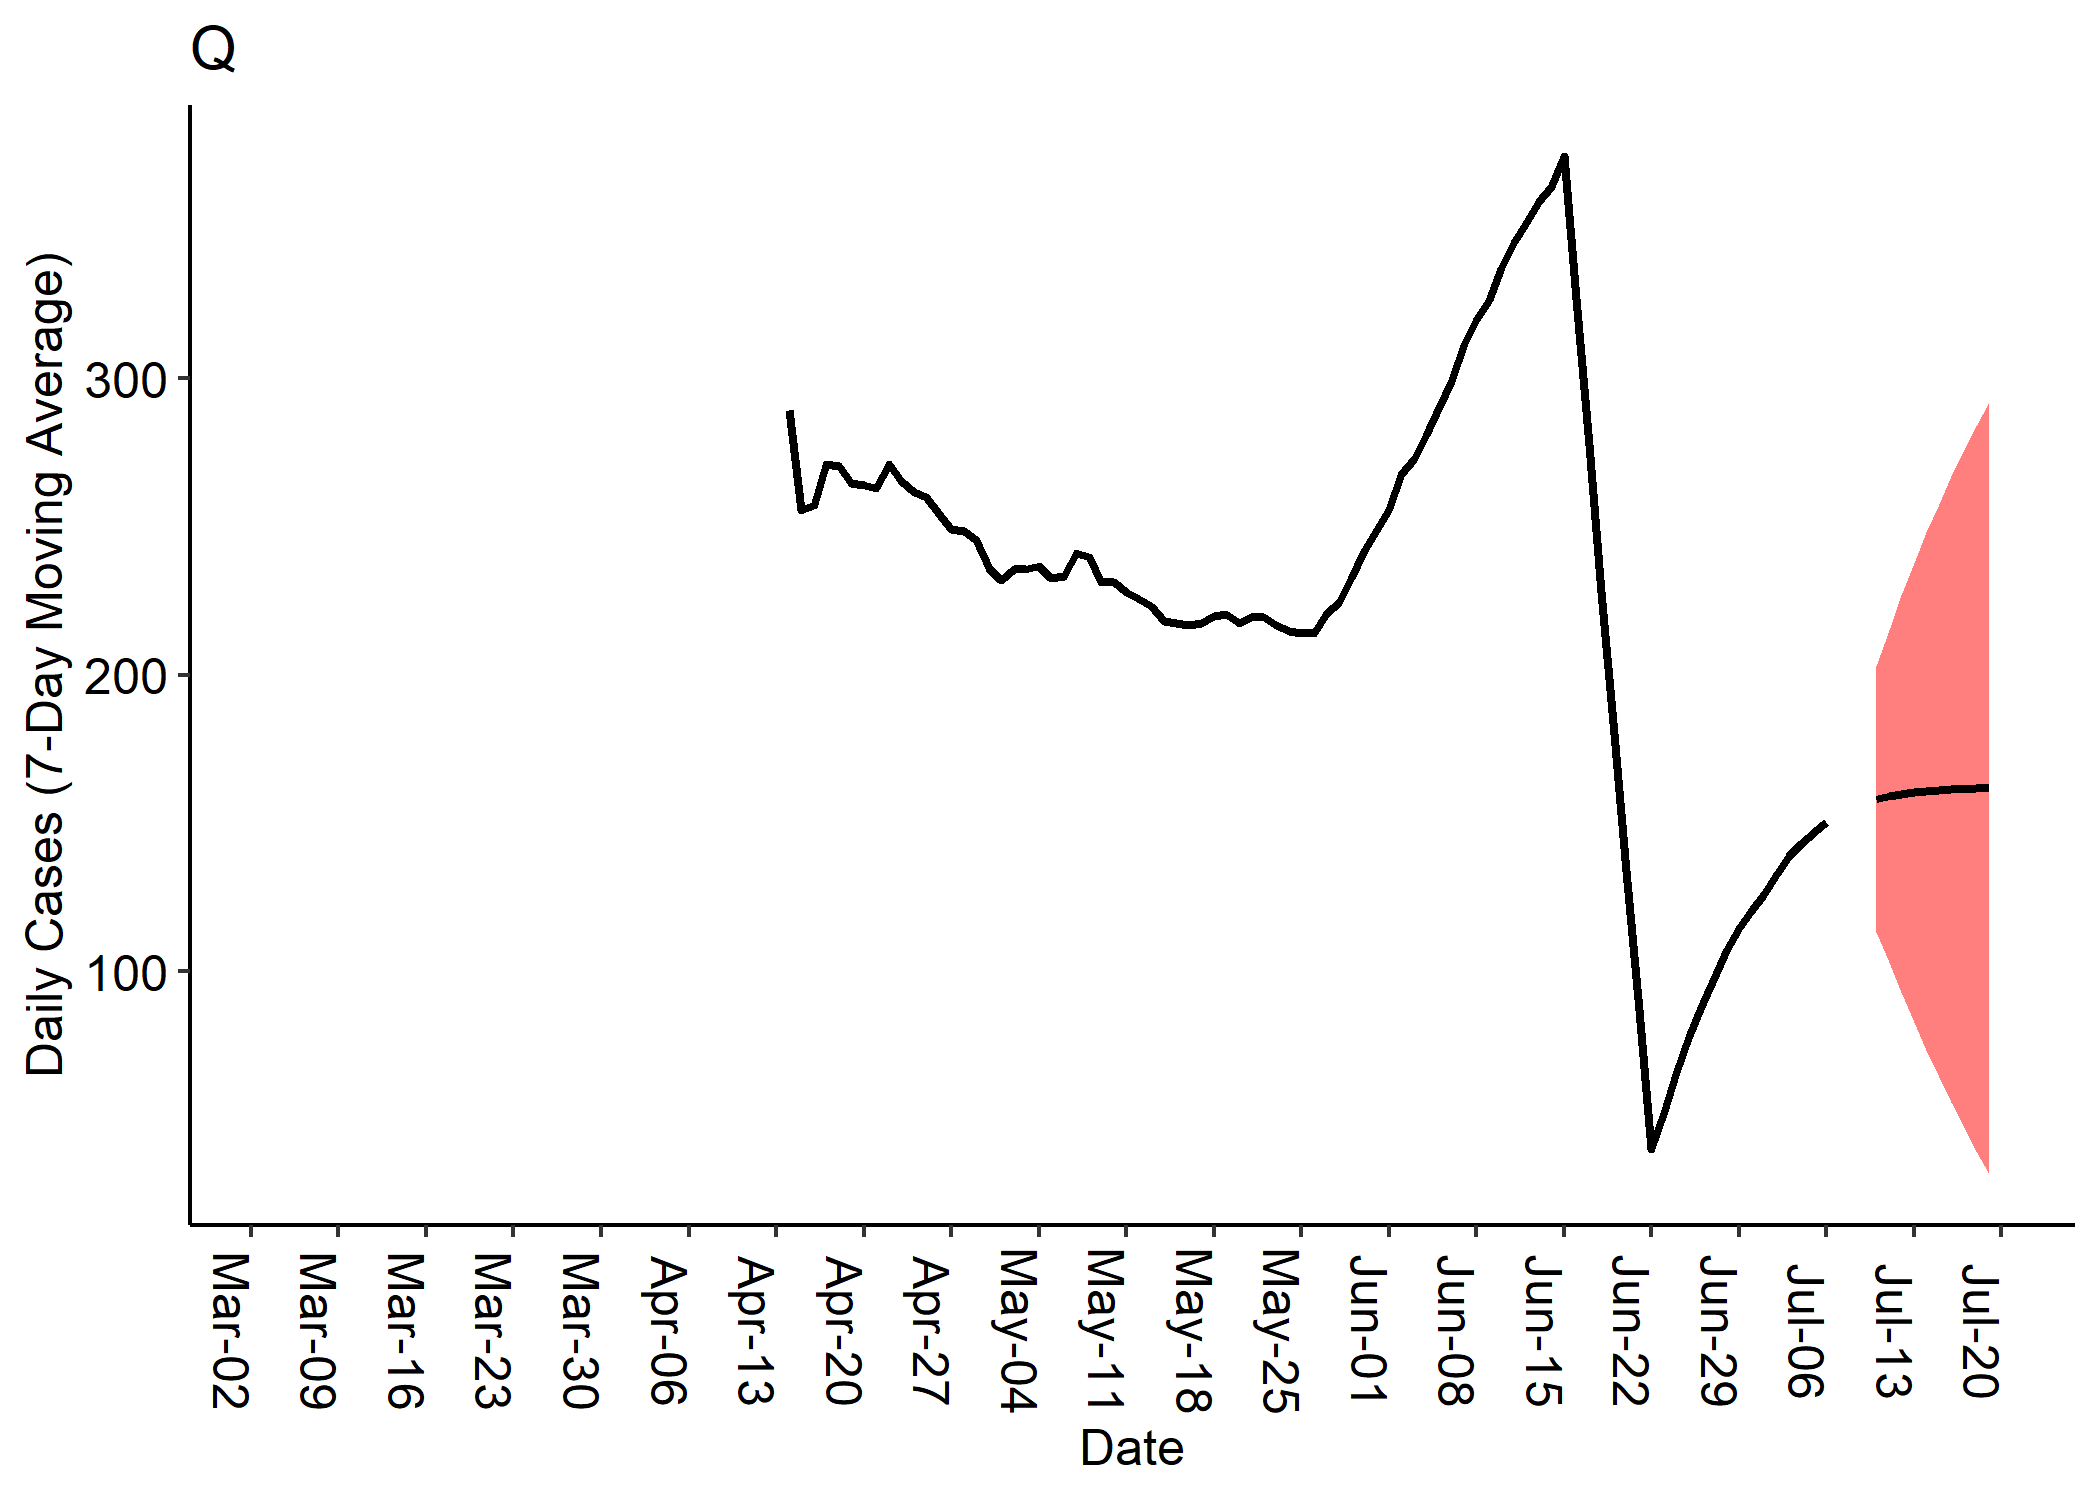 Q
Daily Cases (7-Day Moving Average)
300
200
100
Mar-02
Mar-09
Mar-16
Mar-23
Mar-30
Apr-06
Apr-13
Apr-20
Apr-27
May-04
May-11
May-18
May-25
Jun-01
Jun-08
Jun-15
Jun-22
Jun-29
Jul-06
Jul-13
Jul-20
Date